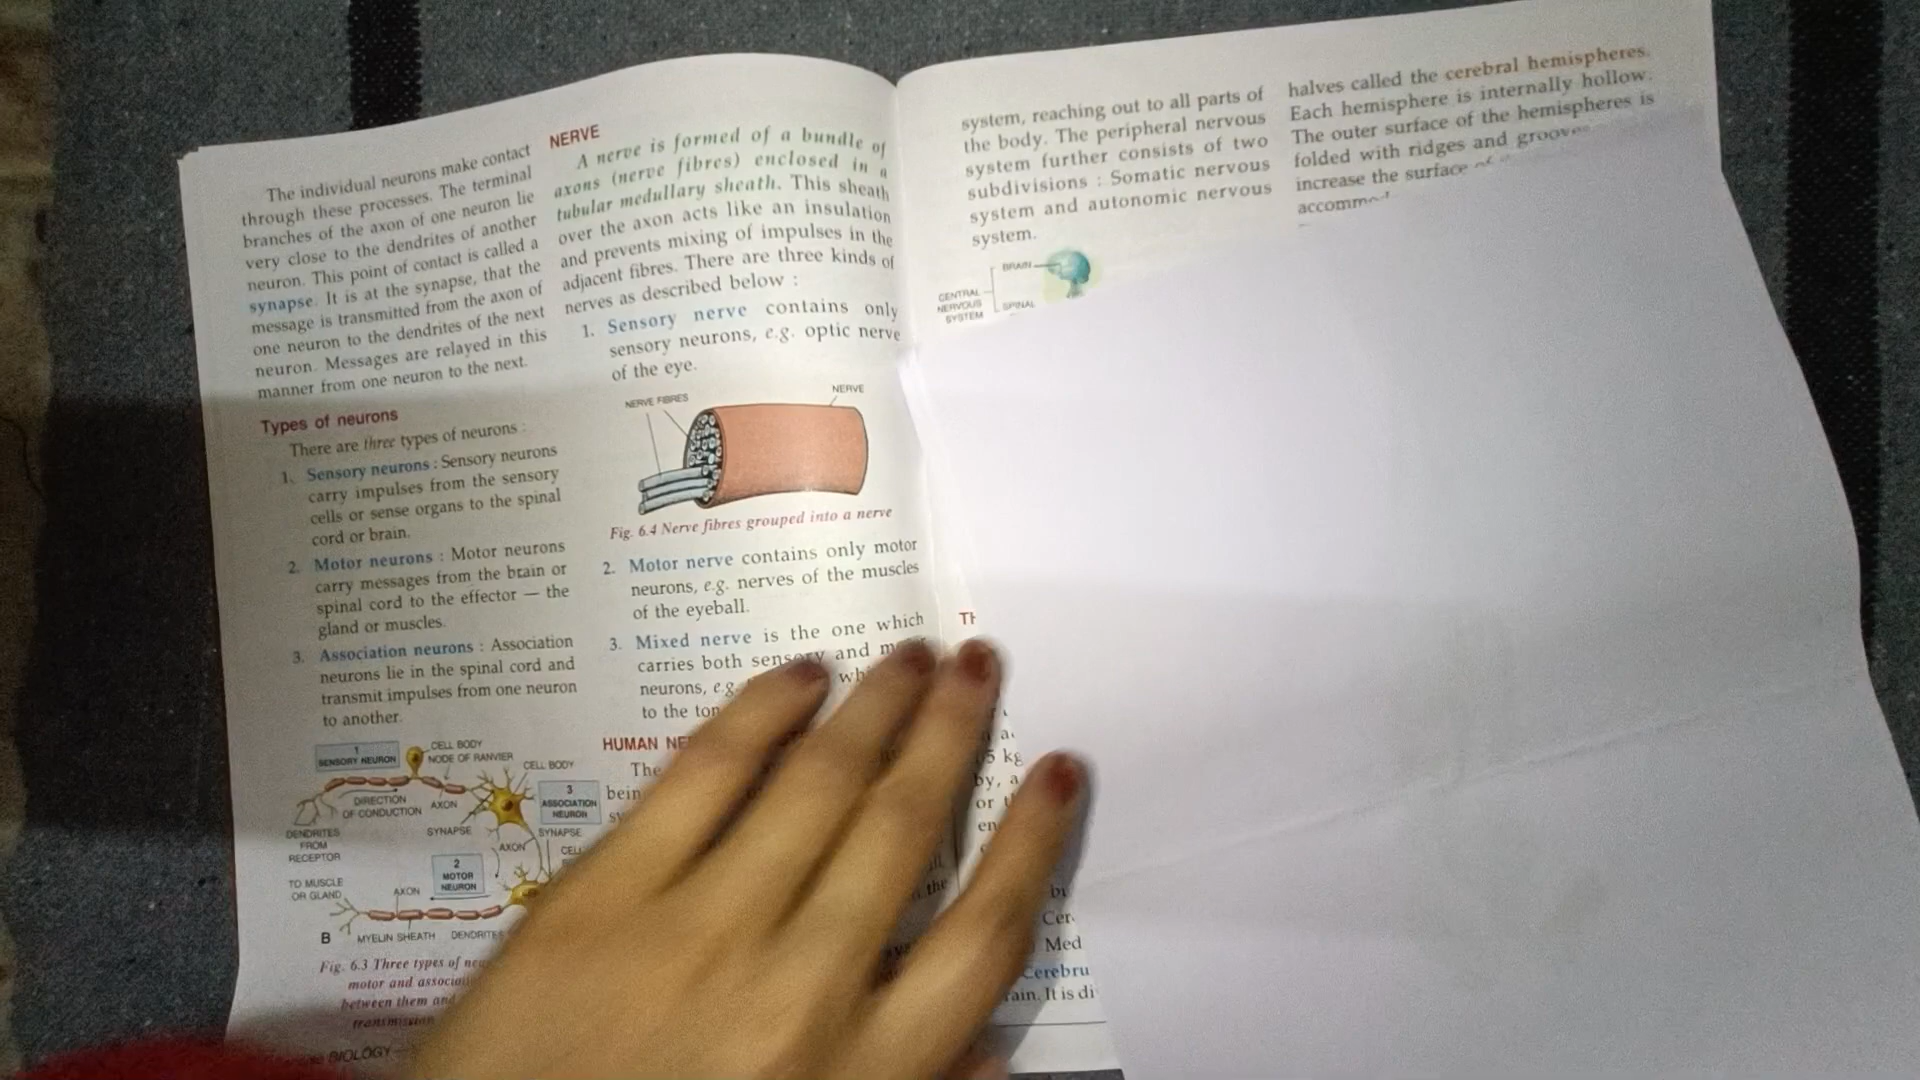 The individual neurons make contact
through these processes. The terminal
branches of the axon of one neuron lie
very close to the dendrites of another
neuron. This point of contact is called a
synapse. It is at the synapse, that the
message is transmitted from the axon of
one neuron to the dendrites of the next
neuron. Messages are relayed in this
manner from one neuron to the next.
Types of neurons
There are three types of neurons :
1. Sensory neurons : Sensory neurons
carry impulses from the sensory
cells or sense organs to the spinal
cord or brain.
2. Motor neurons : Motor neurons
carry messages from the brain or
spinal cord to the effector — the
gland or muscles.
3. Association neurons : Association
neurons lie in the spinal cord and
transmit impulses from one neuron
to another.
1
SENSORY NEURON
CELL BODY
NODE OF RANVIER
CELL BODY
DIRECTION
OF CONDUCTION
AXON
3
ASSOCIATION
NEURON
DENDRITES
FROM
RECEPTOR
SYNAPSE
SYNAPSE
AXON
2
MOTOR
NEURON
TO MUSCLE
OR GLAND
AXON
B
MYELIN SHEATH
Fig. 6.3 Three types of
motor and
between them and
transmission
BIOLOGY
NERVE
A nerve is formed of a bundle of
axons (nerve fibres) enclosed in a
tubular medullary sheath. This sheath
over the axon acts like an insulation
and prevents mixing of impulses in the
adjacent fibres. There are three kinds of
nerves as described below :
1. Sensory nerve contains only
sensory neurons, e.g. optic nerve
of the eye.
NERVE FIBRES
NERVE
Fig. 6.4 Nerve fibres grouped into a nerve
2. Motor nerve contains only motor
neurons, e.g. nerves of the muscles
of the eyeball.
3. Mixed nerve is the one which
carries both sensory and
neurons, e.g.
to the
HUMAN
The
system, reaching out to all parts of
the body. The peripheral nervous
system further consists of two
subdivisions : Somatic nervous
system and autonomic nervous
system.
CENTRAL
NERVOUS
SYSTEM
BRAIN
SPINAL
kg
by, a
or
It is
halves called the cerebral hemispheres.
Each hemisphere is internally hollow.
The outer surface of the hemispheres is
folded with ridges and
increase the surface